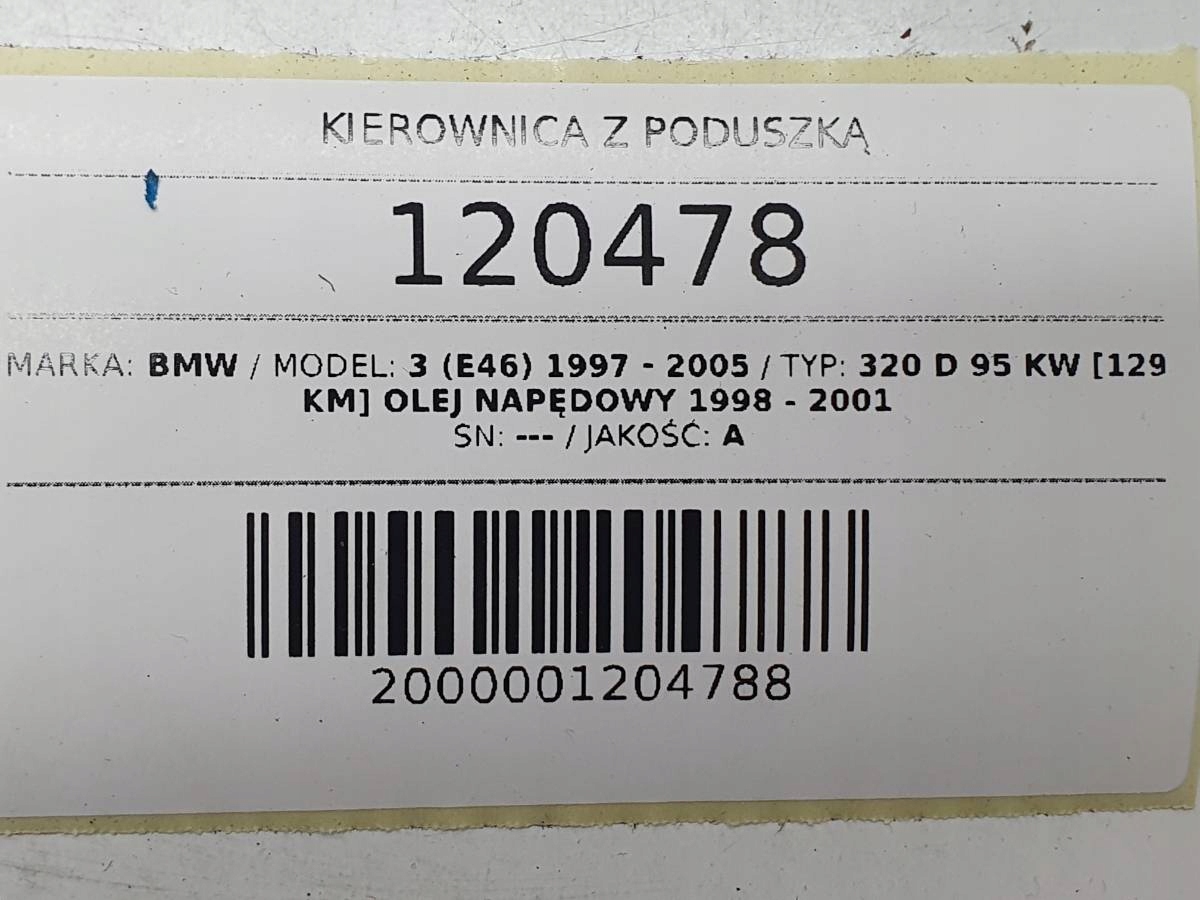 KIEROWNICA Z PODUSZKĄ
120478
MARKA: BMW / MODEL: 3 (E46) 1997 - 2005 / TYP: 320 D 95 KW [129
KM] OLEJ NAPĘDOWY 1998 - 2001
SN: --- / JAKOŚĆ: A
2000001204788